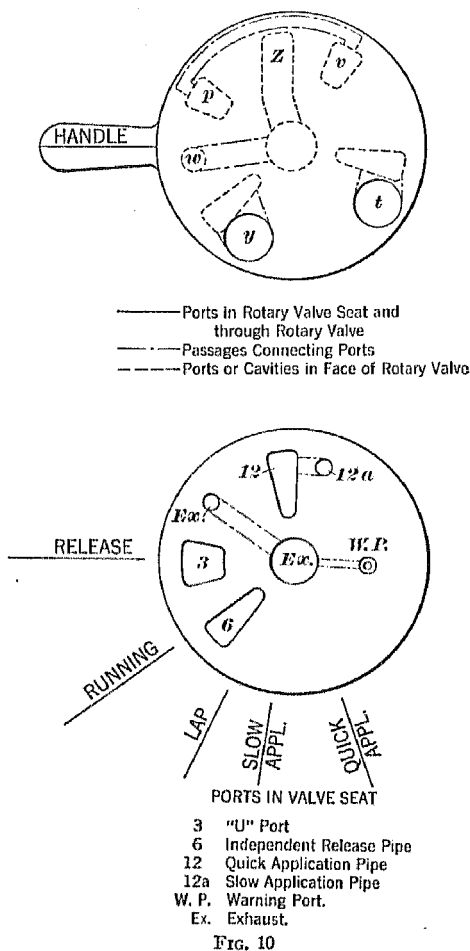 Z
v
p
HANDLE
w
t
y
Ports in Rotary Valve Seat and
through Rotary Valve
Passages Connecting Ports
Ports or Cavities in Face of Rotary Valve
12
12a
Ex.
Ex.
W.P.
RELEASE
3
6
RUNNING
LAP
SLOW
APPL.
QUICK
APPL.
PORTS IN VALVE SEAT
3 "U" Port
6 Independent Release Pipe
12 Quick Application Pipe
12a Slow Application Pipe
W. P. Warning Port.
Ex. Exhaust.
FIG. 10